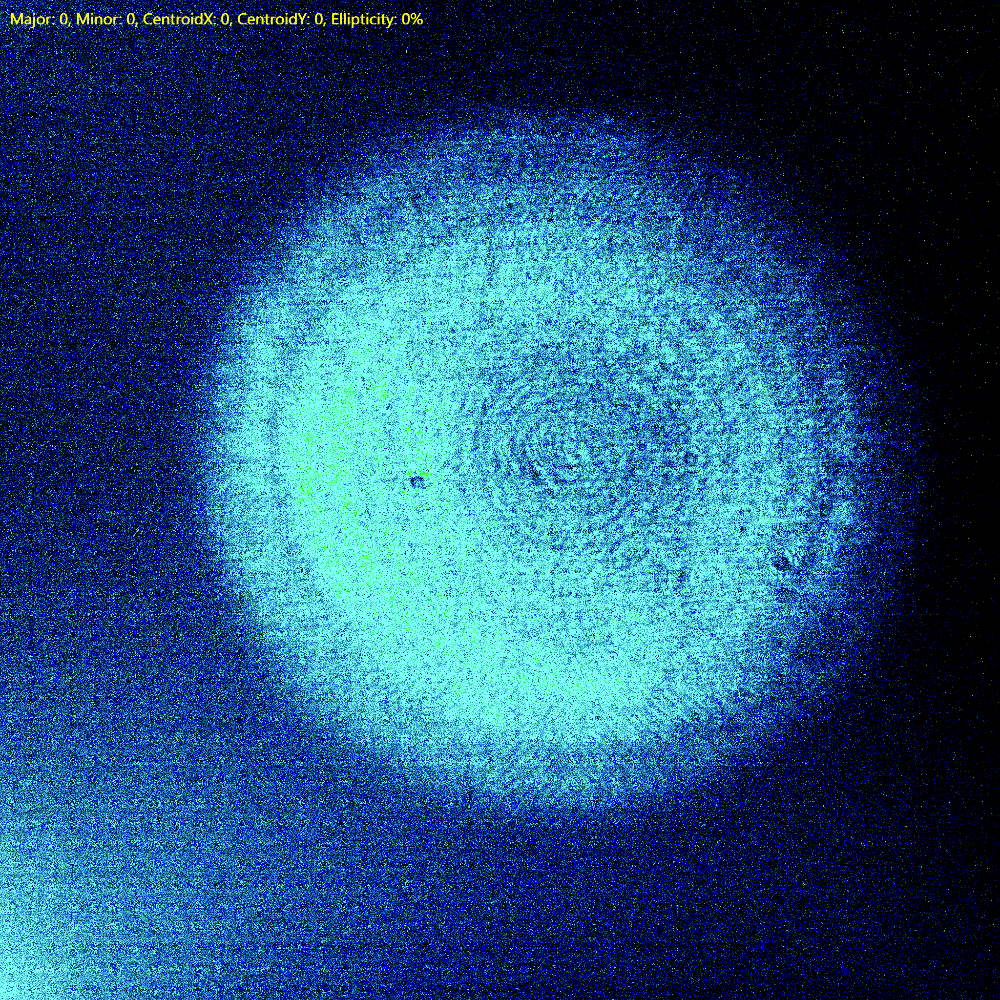 Major: 0, Minor: 0, CentroidX: 0, CentroidY: 0, Ellipticity: 0%